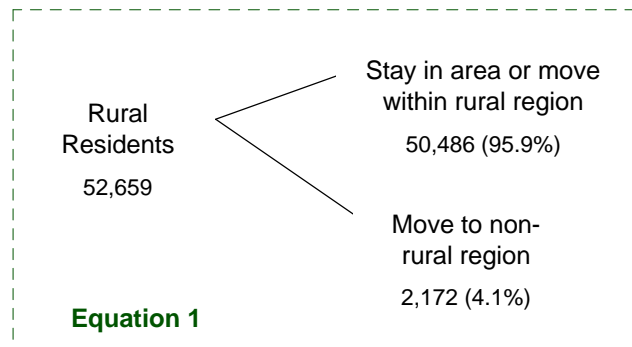 Rural
Residents
52,659
Stay in area or move
within rural region
50,486 (95.9%)
Move to non-
rural region
2,172 (4.1%)
Equation 1